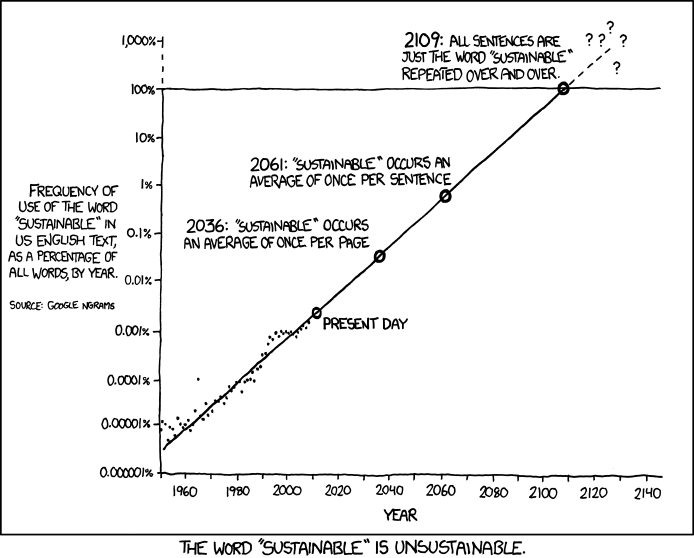 1,000%
2109: ALL SENTENCES ARE
JUST THE WORD "SUSTAINABLE"
REPEATED OVER AND OVER.
? ? ? ? ?
100%
10%
2061: "SUSTAINABLE" OCCURS AN
AVERAGE OF ONCE PER SENTENCE
1%
FREQUENCY OF
USE OF THE WORD
"SUSTAINABLE" IN
US ENGLISH TEXT,
AS A PERCENTAGE OF
ALL WORDS, BY YEAR.
SOURCE: GOOGLE NGRAMS
2036: "SUSTAINABLE" OCCURS
AN AVERAGE OF ONCE PER PAGE
0.1%
0.01%
0.001%
PRESENT DAY
0.0001%
0.00001%
0.000001%
1960 1980 2000 2020 2040 2060 2080 2100 2120 2140
YEAR
THE WORD "SUSTAINABLE" IS UNSUSTAINABLE.